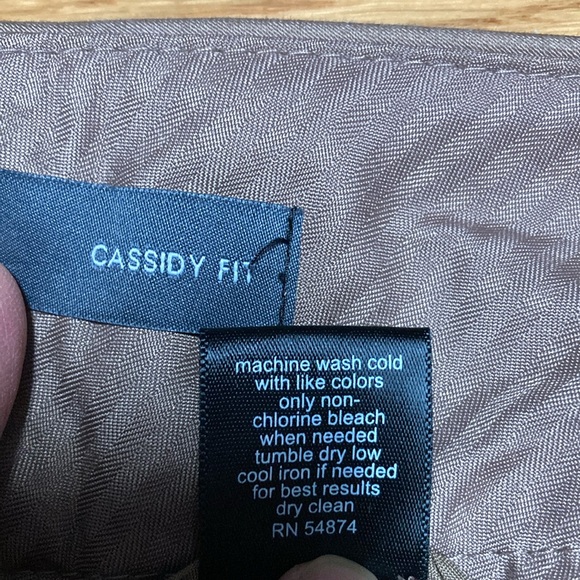 CASSIDY FIT
machine wash cold
with like colors
only non-
chlorine bleach
when needed
tumble dry low
cool iron if needed
for best results
dry clean
RN 54874